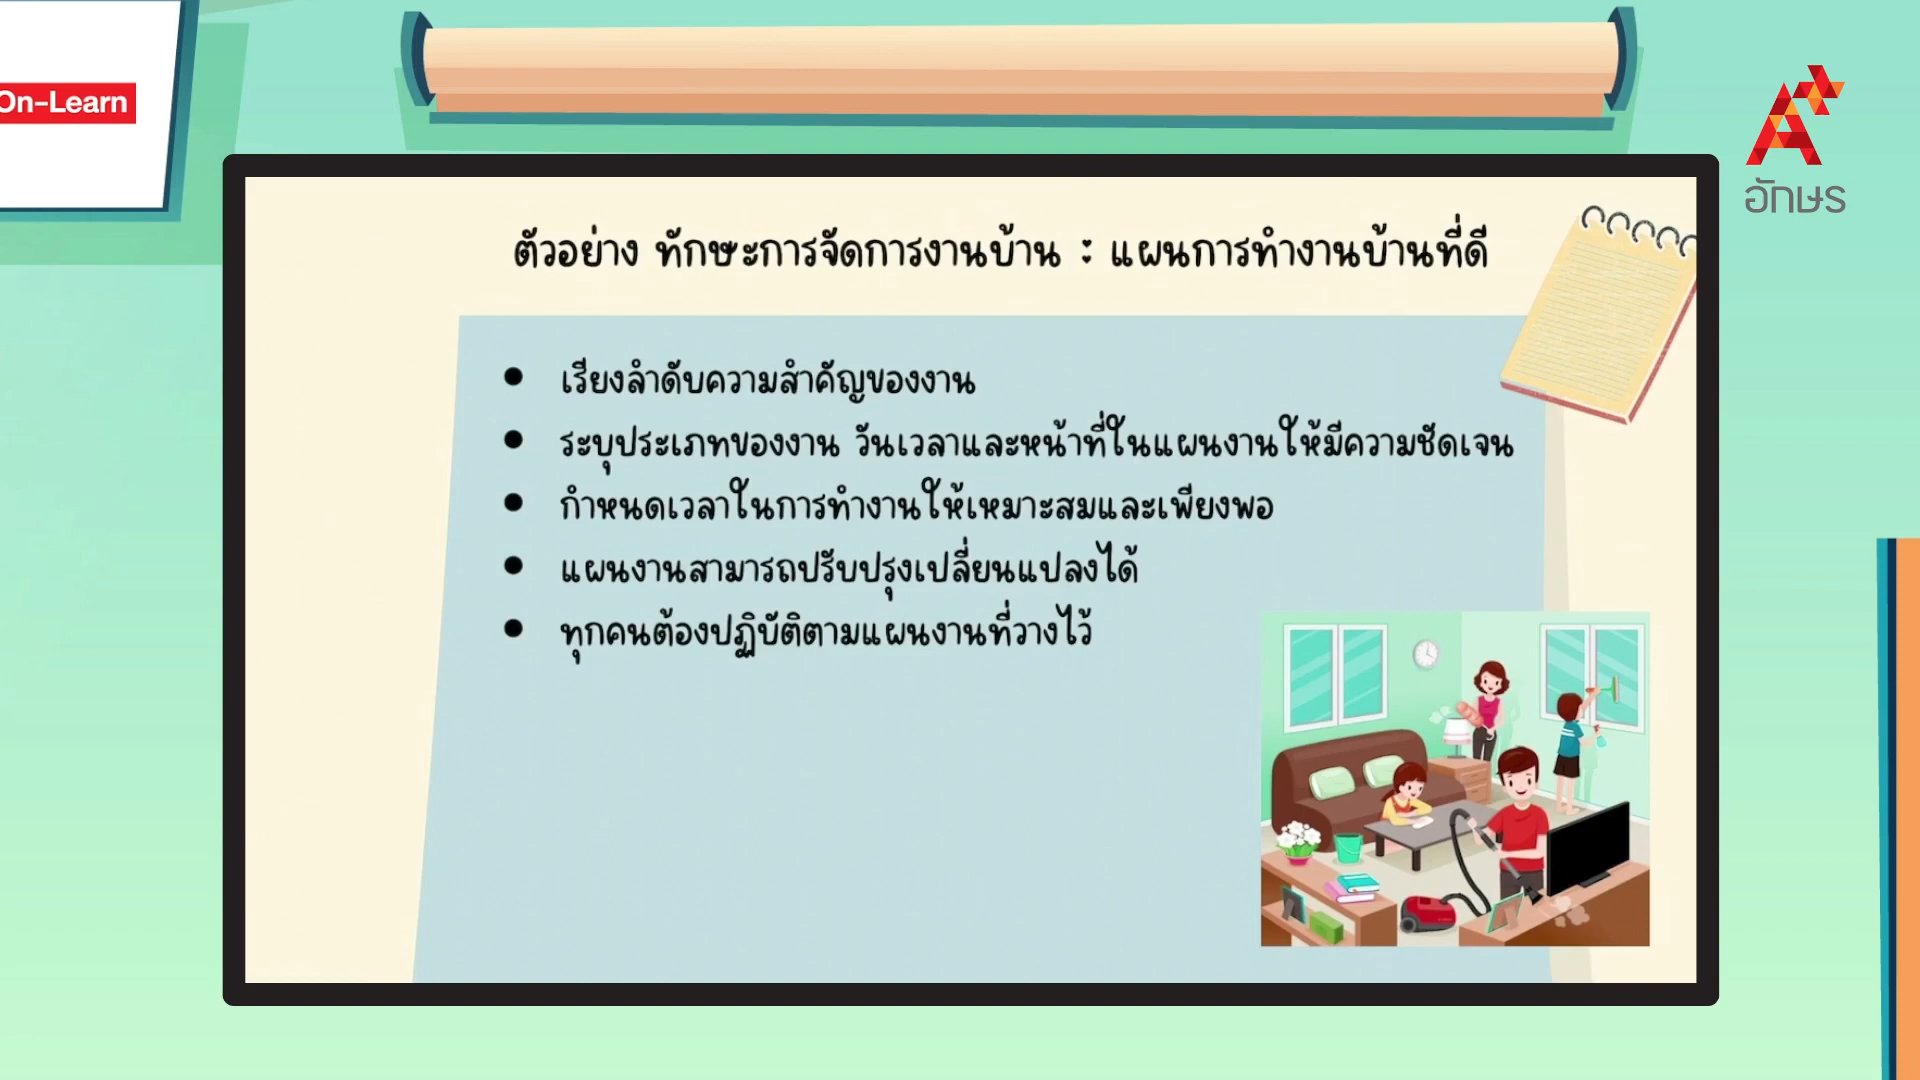 On-Learn
อักษร
ตัวอย่าง ทักษะการจัดการงานบ้าน : แผนการทำงานบ้านที่ดี
• เรียงลำดับความสำคัญของงาน
• ระบุประเภทของงาน วันเวลาและหน้าที่ในแผนงานให้มีความชัดเจน
• กำหนดเวลาในการทำงานให้เหมาะสมและเพียงพอ
• แผนงานสามารถปรับปรุงเปลี่ยนแปลงได้
• ทุกคนต้องปฏิบัติตามแผนงานที่วางไว้